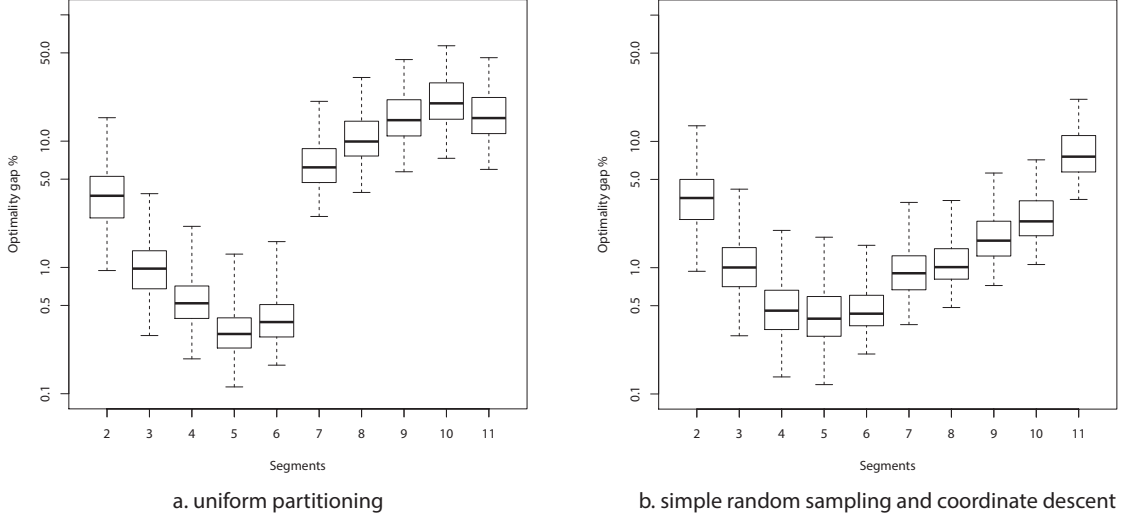 Optimality gap %
50.0
10.0
5.0
1.0
0.5
0.1
2 3 4 5 6 7 8 9 10 11
Segments
a. uniform partitioning
Optimality gap %
50.0
10.0
5.0
1.0
0.5
0.1
2 3 4 5 6 7 8 9 10 11
Segments
b. simple random sampling and coordinate descent